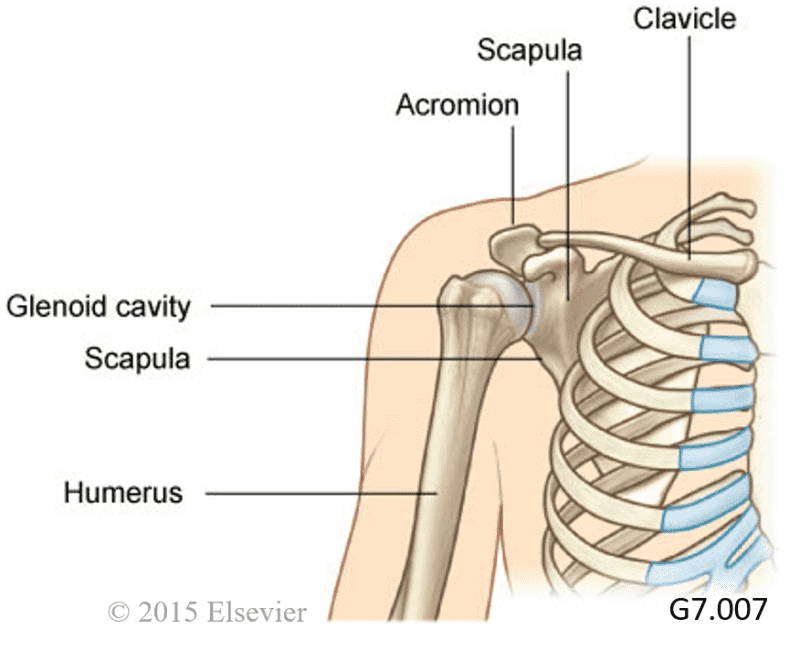 Clavicle
Scapula
Acromion
Glenoid cavity
Scapula
Humerus
© 2015 Elsevier
G7.007